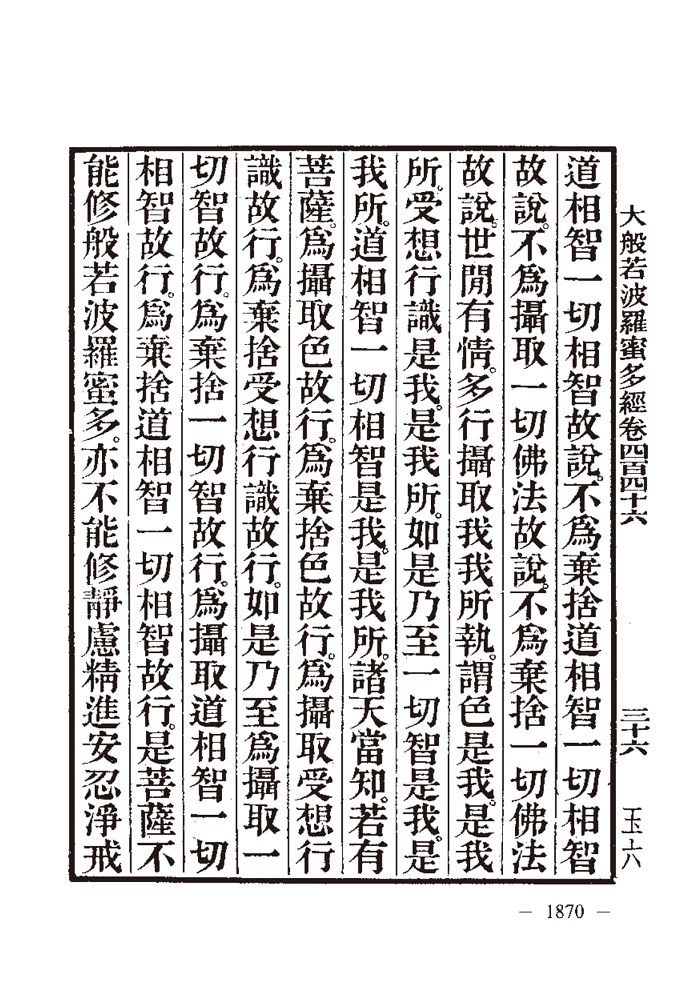 大般若波羅蜜多經卷四百四十六
三十六
玉六
道相智一切相智故說。不爲棄捨道相智一切相智
故說。不爲攝取一切佛法故說。不爲棄捨一切佛法
故說。世閒有情。多行攝取我我所執。謂色是我。是我
所。受想行識是我。是我所。如是乃至一切智是我。是
我所。道相智一切相智是我。是我所。諸天當知。若有
菩薩。爲攝取色故行。爲棄捨色故行。爲攝取受想行
識故行。爲棄捨受想行識故行。如是乃至爲攝取一
切智故行。爲棄捨一切智故行。爲攝取道相智一切
相智故行。爲棄捨道相智一切相智故行。是菩薩不
能修般若波羅蜜多。亦不能修靜慮精進安忍淨戒
— 1870 —